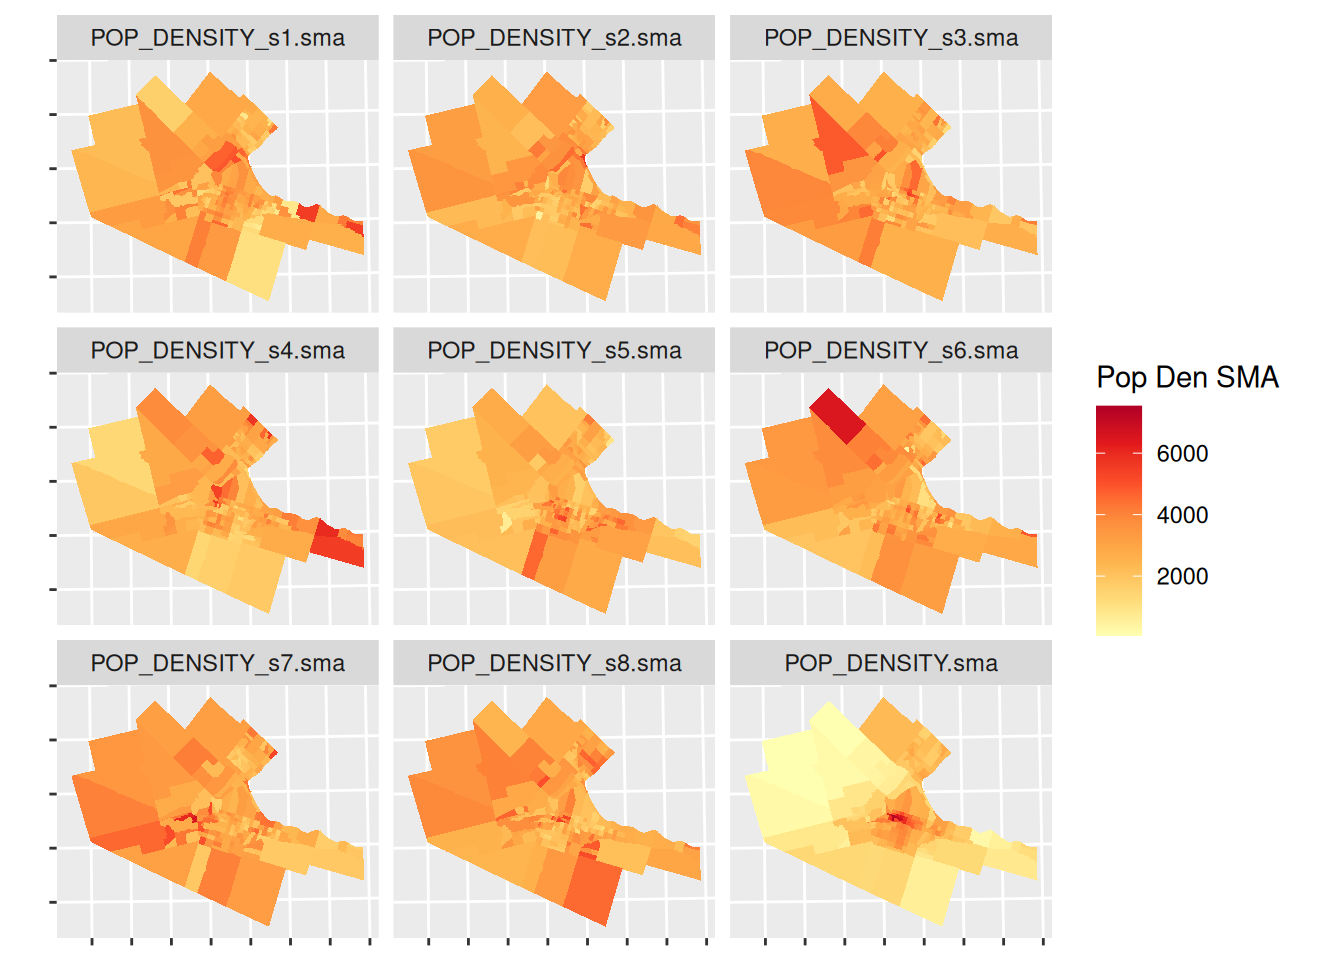 POP_DENSITY_s1.sma
POP_DENSITY_s2.sma
POP_DENSITY_s3.sma
POP_DENSITY_s4.sma
POP_DENSITY_s5.sma
POP_DENSITY_s6.sma
Pop Den SMA
6000
4000
2000
POP_DENSITY_s7.sma
POP_DENSITY_s8.sma
POP_DENSITY.sma